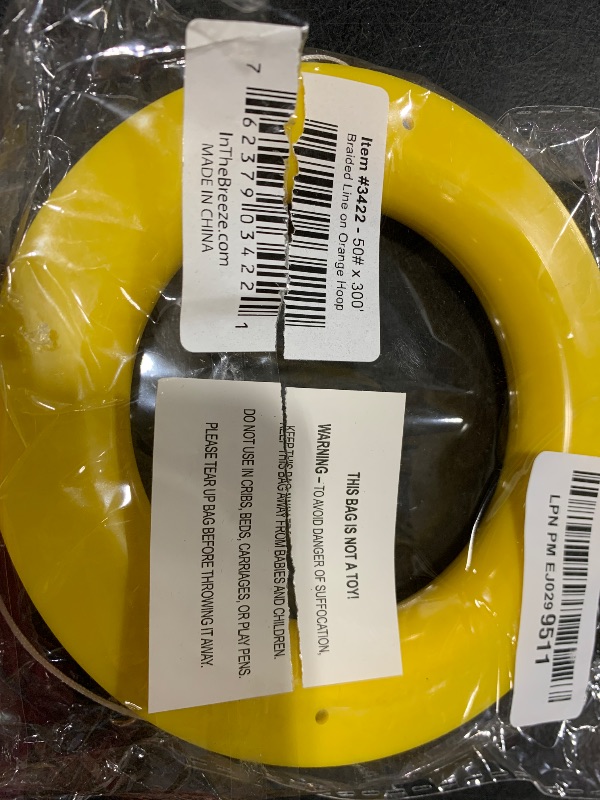 Item #3422 - 50# x 300'
Braided Line on Orange Hoop
7 62379 03422 1
InTheBreeze.com
MADE IN CHINA
THIS BAG IS NOT A TOY!
WARNING – TO AVOID DANGER OF SUFFOCATION,
KEEP THIS BAG AWAY FROM BABIES AND CHILDREN.
DO NOT USE IN CRIBS, BEDS, CARRIAGES, OR PLAY PENS.
PLEASE TEAR UP BAG BEFORE THROWING IT AWAY.
LPN PM EJ029 9511